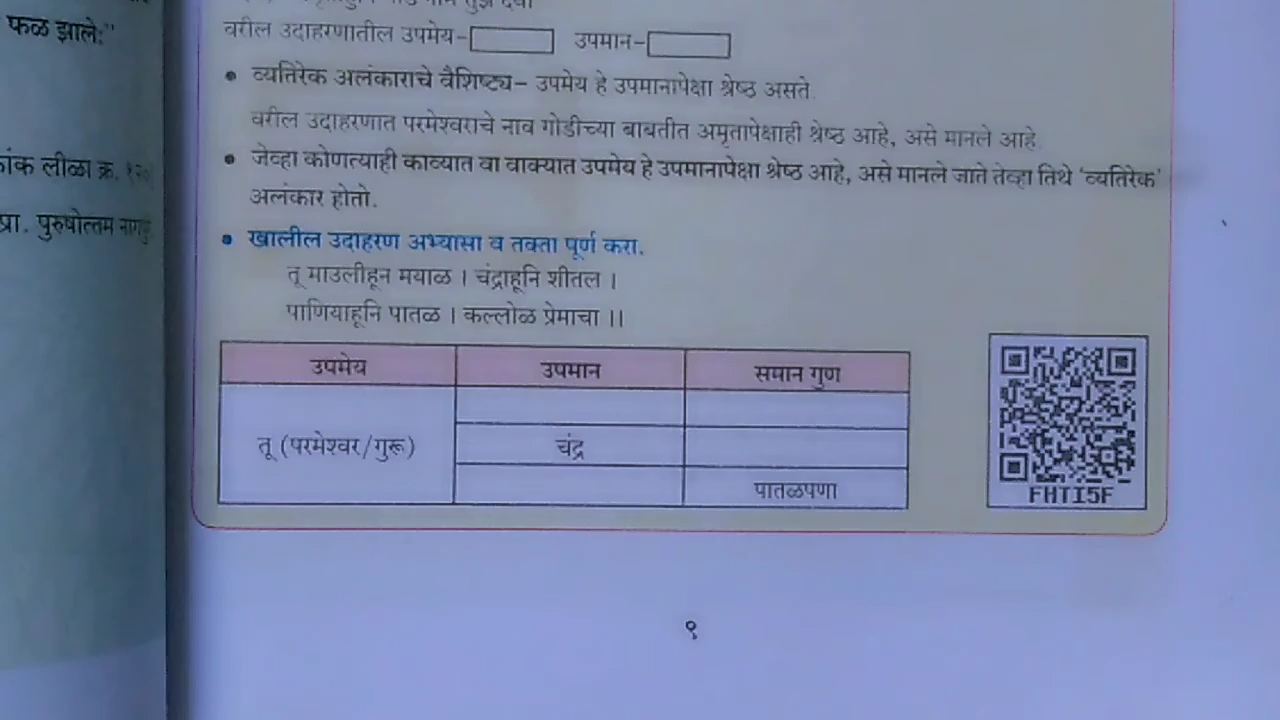 फळ झाले;"
लीळा क्र.
प्रा. पुरुषोत्तम
नाम तुझे देवा
वरील उदाहरणातील उपमेय- उपमान-
• व्यतिरेक अलंकाराचे वैशिष्ट्य– उपमेय हे उपमानापेक्षा श्रेष्ठ असते.
वरील उदाहरणात परमेश्वराचे नाव गोडीच्या बाबतीत अमृतापेक्षाही श्रेष्ठ आहे, असे मानले आहे.
• जेव्हा कोणत्याही काव्यात वा वाक्यात उपमेय हे उपमानापेक्षा श्रेष्ठ आहे, असे मानले जाते तेव्हा तिथे 'व्यतिरेक'
अलंकार होतो.
• खालील उदाहरण अभ्यासा व तक्ता पूर्ण करा.
तू माउलीहून मयाळ । चंद्राहूनि शीतल ।
पाणियाहूनि पातळ । कल्लोळ प्रेमाचा ।।
उपमेय उपमान समान गुण
तू (परमेश्वर/गुरू) चंद्र
पातळपणा
FHTI5F
९